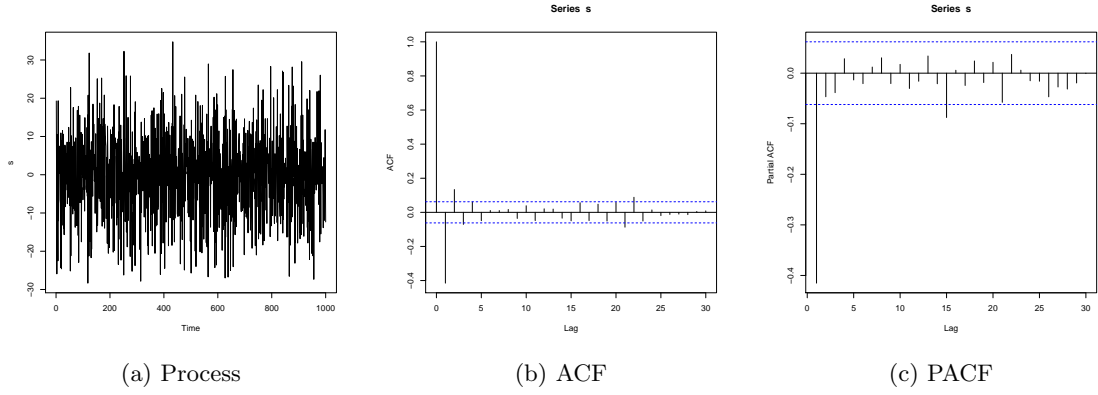 Series s
Series s
s
30
20
10
0
−10
−20
−30
0 200 400 600 800 1000
Time
(a) Process
ACF
1.0
0.8
0.6
0.4
0.2
0.0
−0.2
−0.4
0 5 10 15 20 25 30
Lag
(b) ACF
Partial ACF
0.0
−0.1
−0.2
−0.3
−0.4
0 5 10 15 20 25 30
Lag
(c) PACF